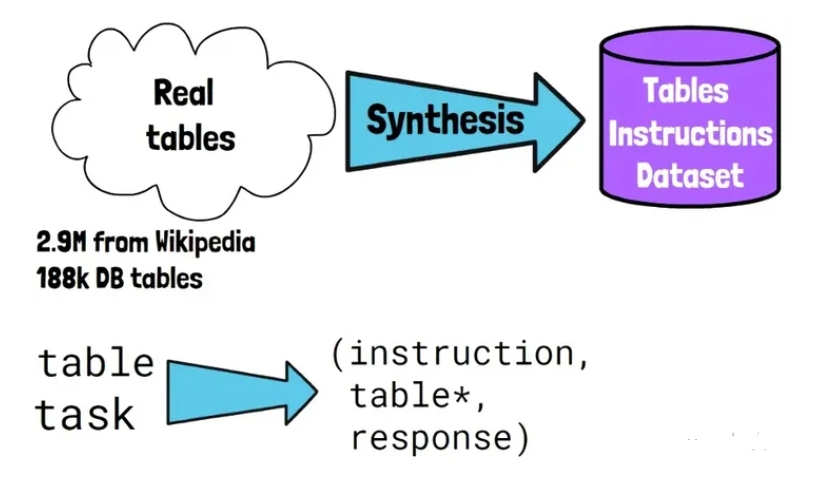 Real
tables
Synthesis
Tables
Instructions
Dataset
2.9M from Wikipedia
188k DB tables
table
task
(instruction,
table*,
response)